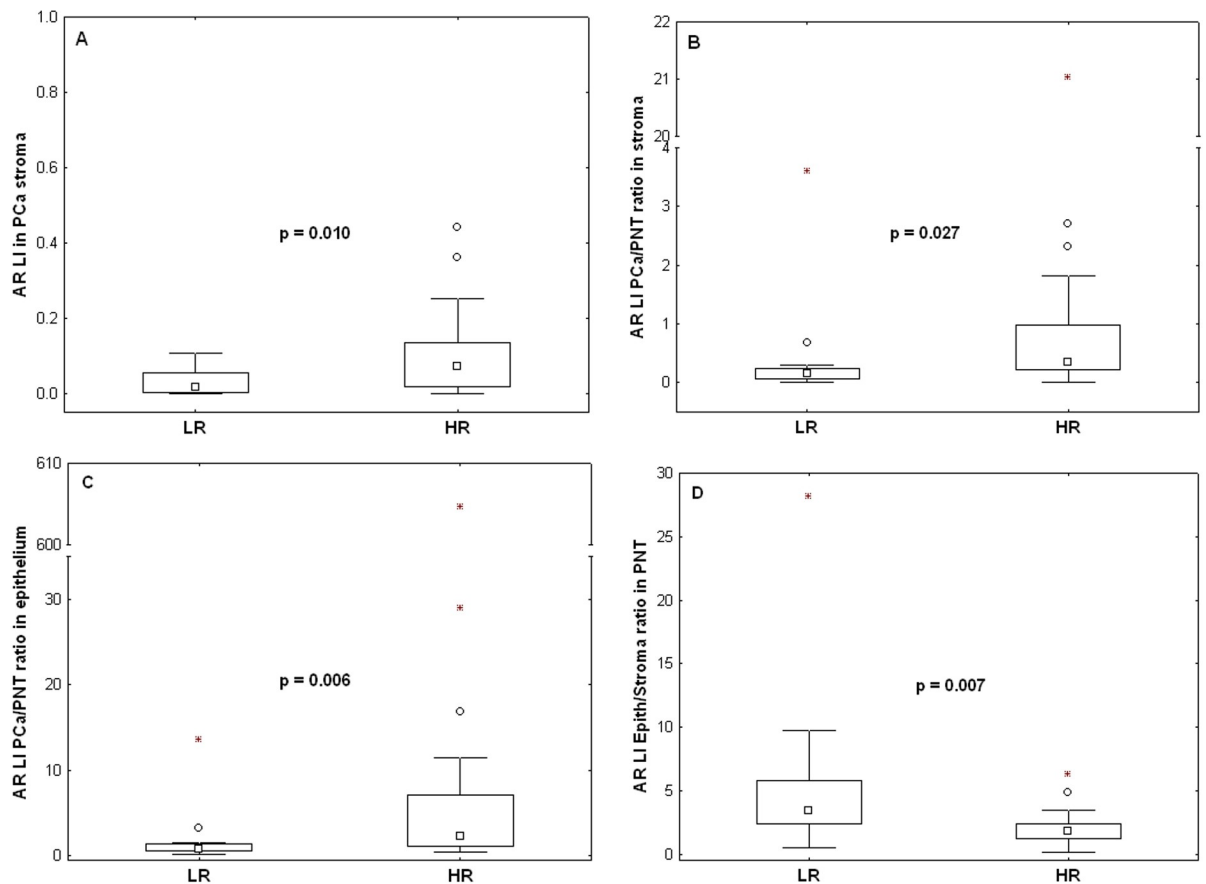 A
AR LI in PCa stroma
1.0
0.8
0.6
0.4
0.2
0.0
p = 0.010
LR
HR
B
AR LI PCa/PNT ratio in stroma
22
21
20
4
3
2
1
0
p = 0.027
LR
HR
C
AR LI PCa/PNT ratio in epithelium
610
600
30
20
10
0
p = 0.006
LR
HR
D
AR LI Epith/Stroma ratio in PNT
30
25
20
15
10
5
0
p = 0.007
LR
HR